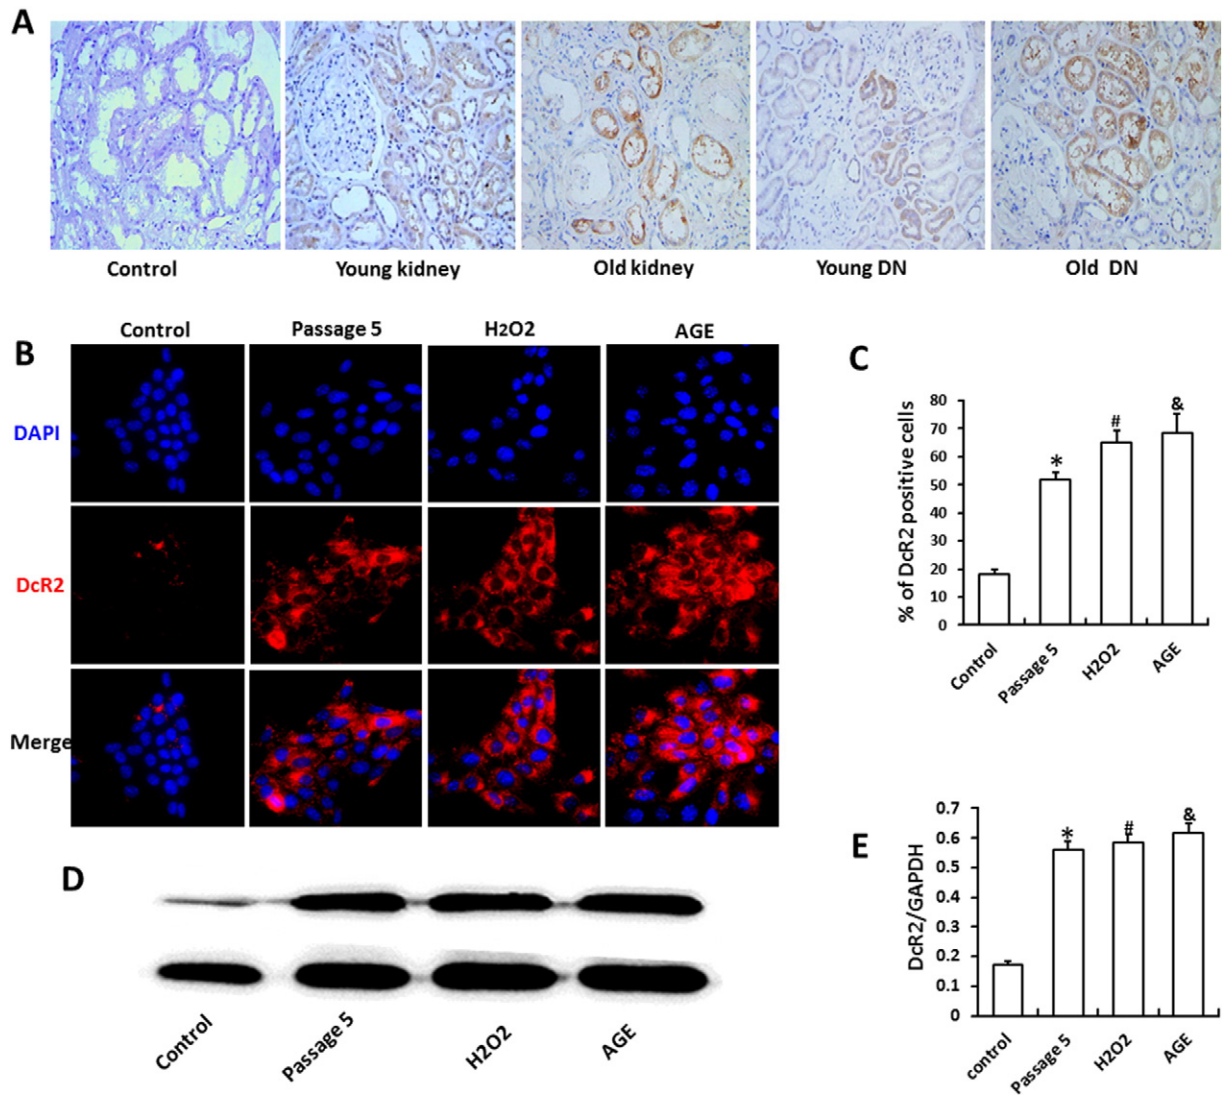 A
Control
Young kidney
Old kidney
Young DN
Old DN
B
Control
Passage 5
H2O2
AGE
DAPI
DcR2
Merge
C
% of DcR2 positive cells
80
70
60
50
40
30
20
10
0
*
#
&
Control
Passage 5
H2O2
AGE
D
Control
Passage 5
H2O2
AGE
E
DcR2/GAPDH
0.7
0.6
0.5
0.4
0.3
0.2
0.1
0
*
#
&
control
Passage 5
H2O2
AGE